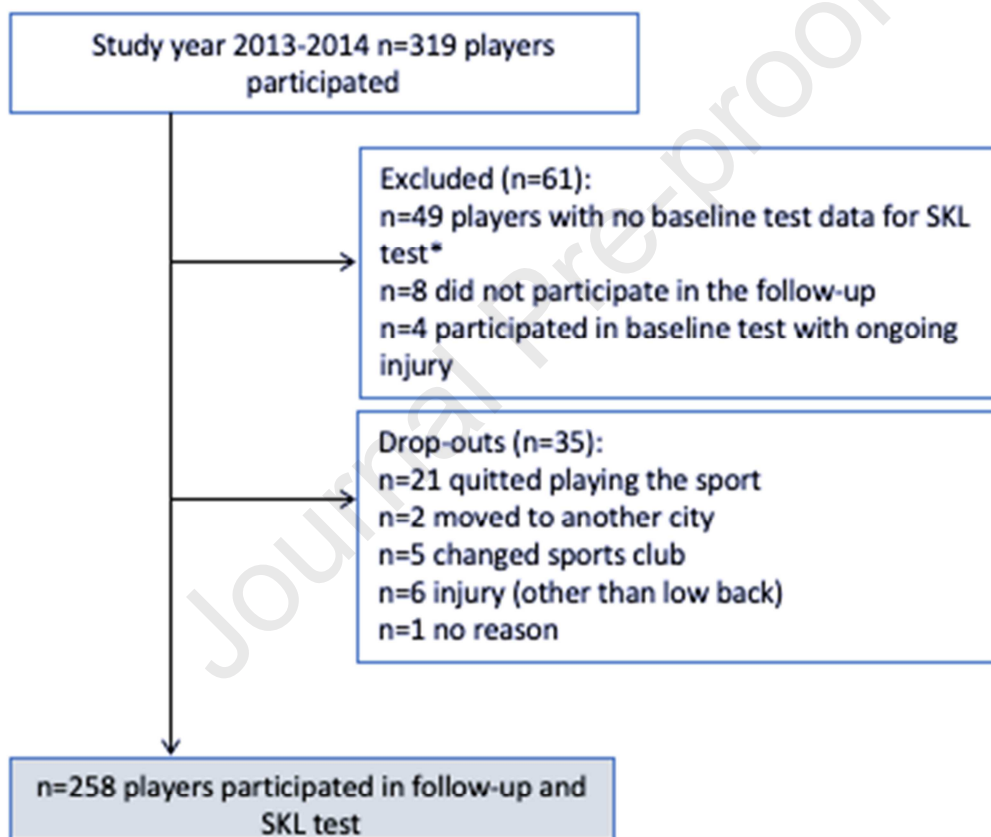 Study year 2013-2014 n=319 players
participated
Excluded (n=61):
n=49 players with no baseline test data for SKL
test*
n=8 did not participate in the follow-up
n=4 participated in baseline test with ongoing
injury
Drop-outs (n=35):
n=21 quitted playing the sport
n=2 moved to another city
n=5 changed sports club
n=6 injury (other than low back)
n=1 no reason
n=258 players participated in follow-up and
SKL test
Journal Pre-proof